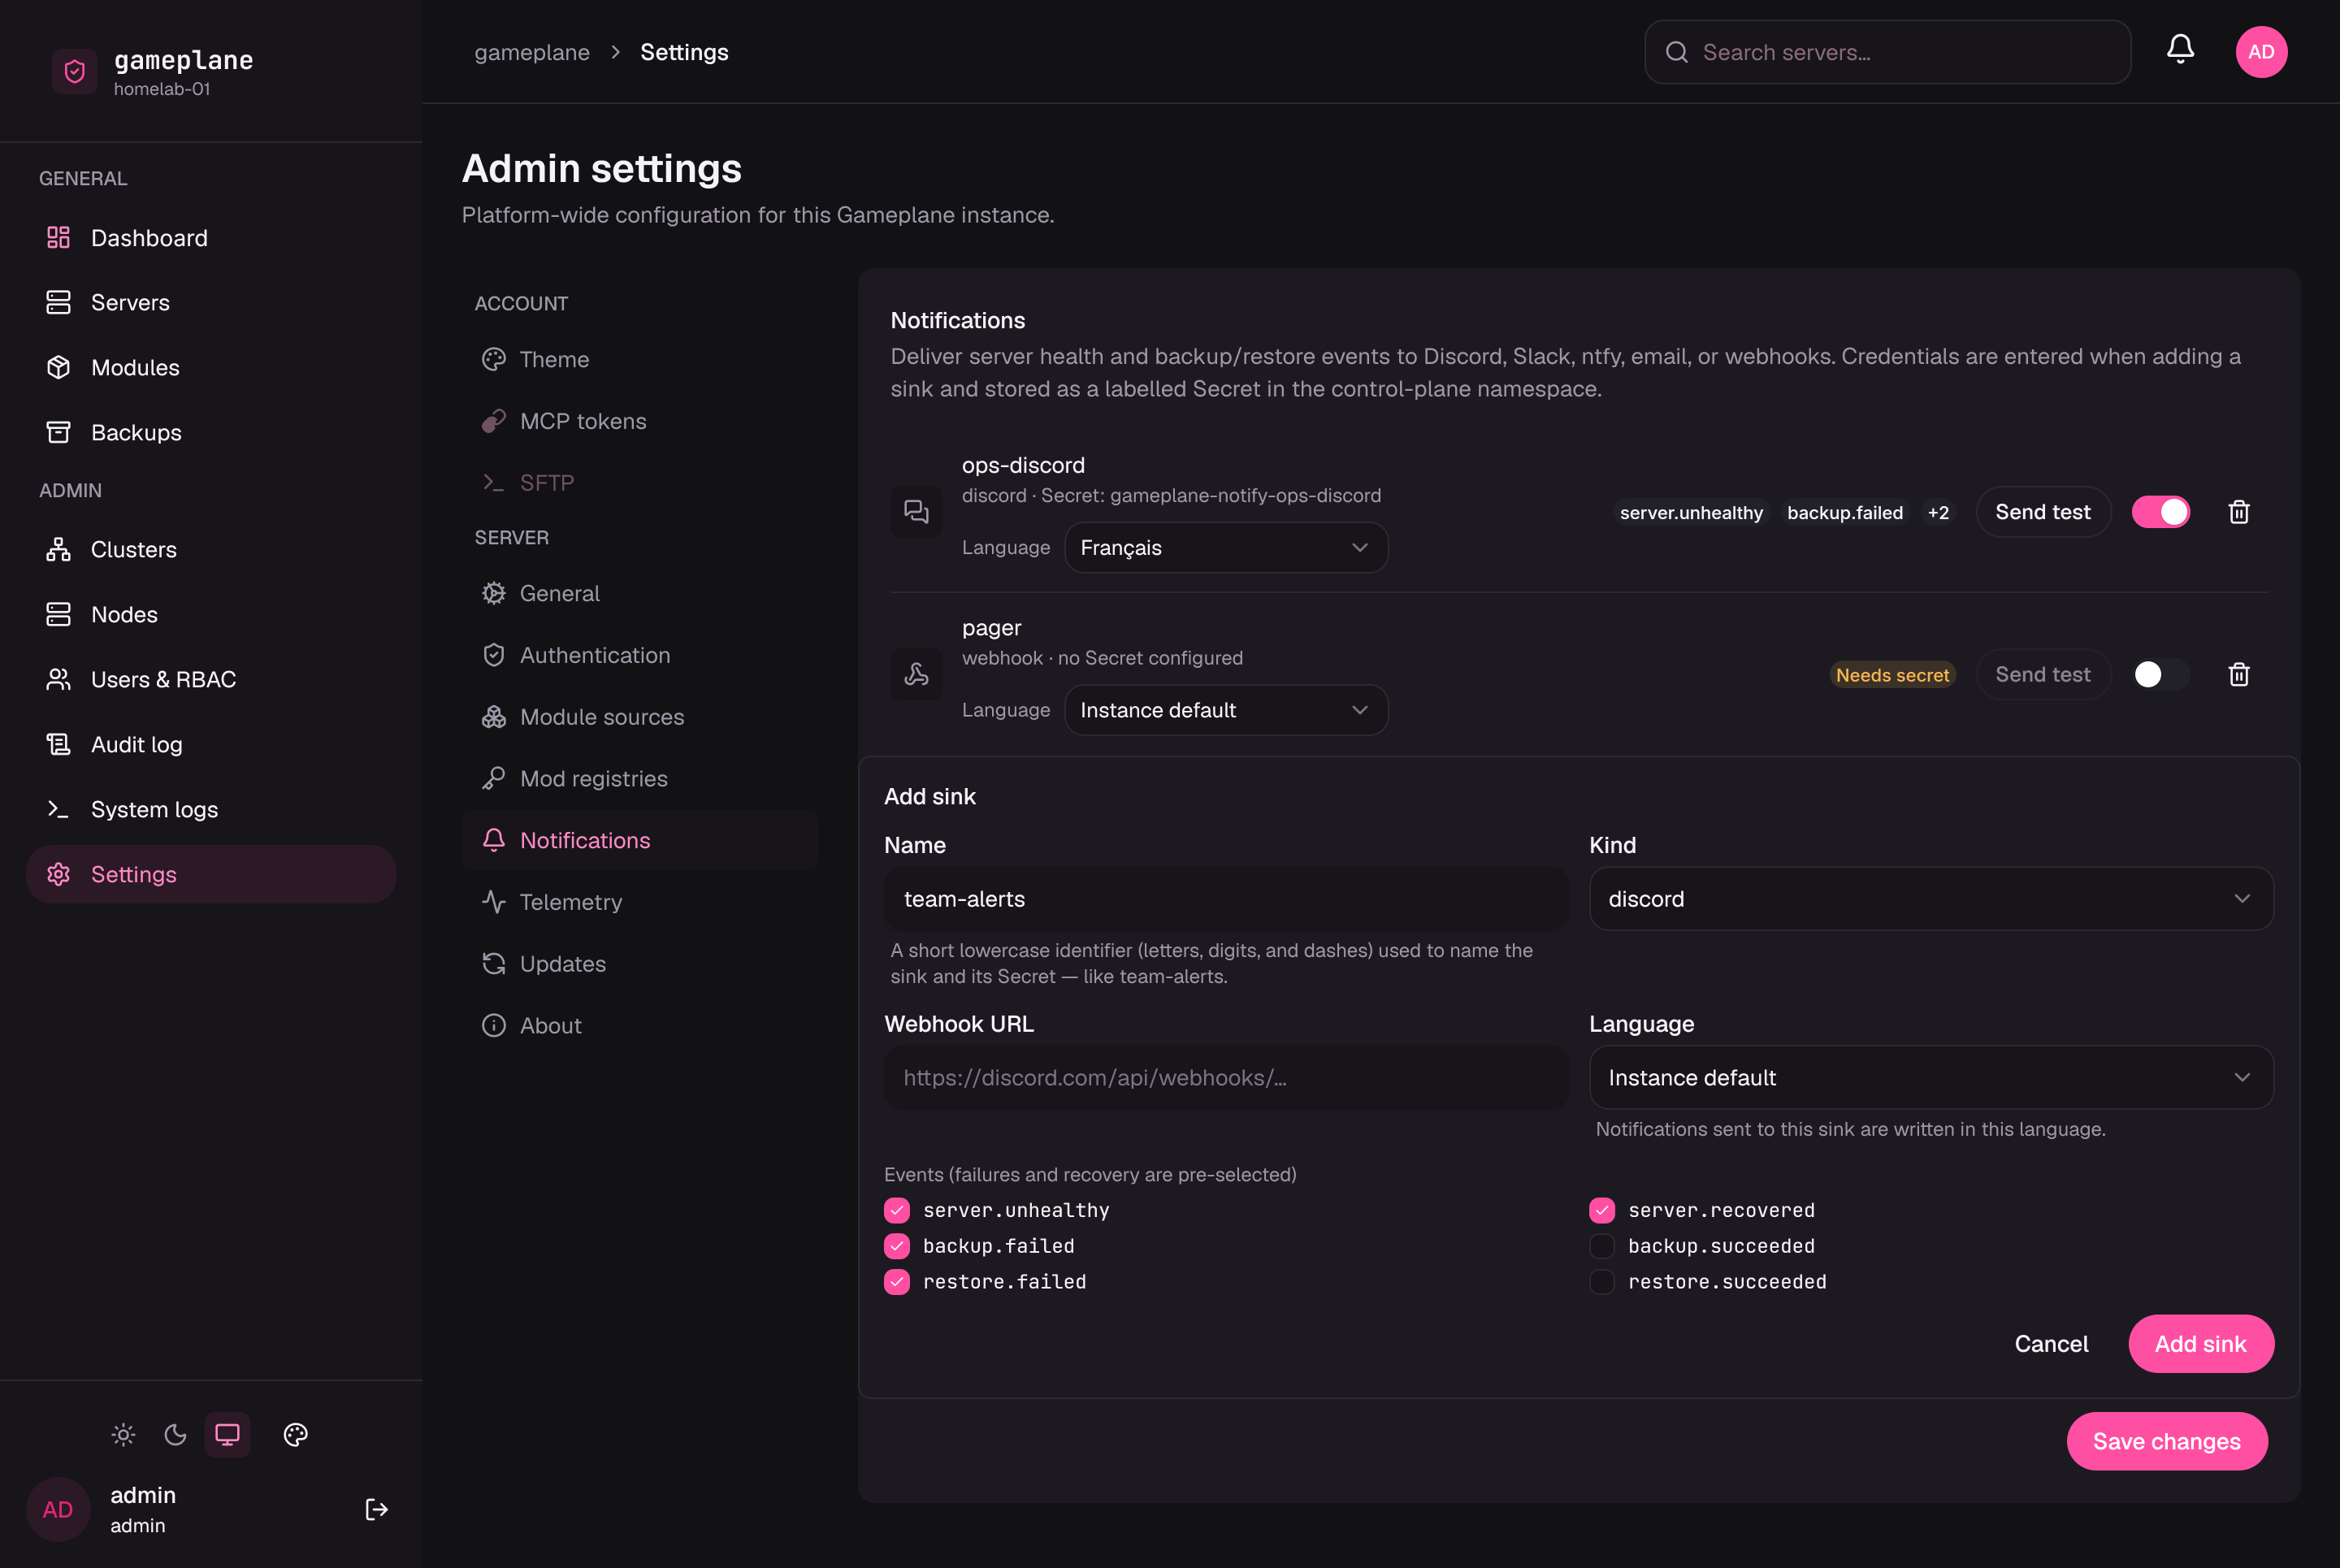 gameplane
homelab-01
GENERAL
Dashboard
Servers
Modules
Backups
ADMIN
Clusters
Nodes
Users & RBAC
Audit log
System logs
Settings
AD
admin
admin
gameplane
Settings
Search servers...
AD
Admin settings
Platform-wide configuration for this Gameplane instance.
ACCOUNT
Theme
MCP tokens
SFTP
SERVER
General
Authentication
Module sources
Mod registries
Notifications
Telemetry
Updates
About
Notifications
Deliver server health and backup/restore events to Discord, Slack, ntfy, email, or webhooks. Credentials are entered when adding a
sink and stored as a labelled Secret in the control-plane namespace.
ops-discord
discord · Secret: gameplane-notify-ops-discord
Language Français
server.unhealthy backup.failed +2 Send test
pager
webhook · no Secret configured
Language Instance default
Needs secret Send test
Add sink
Name
team-alerts
A short lowercase identifier (letters, digits, and dashes) used to name the
sink and its Secret — like team-alerts.
Kind
discord
Webhook URL
https://discord.com/api/webhooks/...
Language
Instance default
Notifications sent to this sink are written in this language.
Events (failures and recovery are pre-selected)
server.unhealthy
server.recovered
backup.failed
backup.succeeded
restore.failed
restore.succeeded
Cancel
Add sink
Save changes